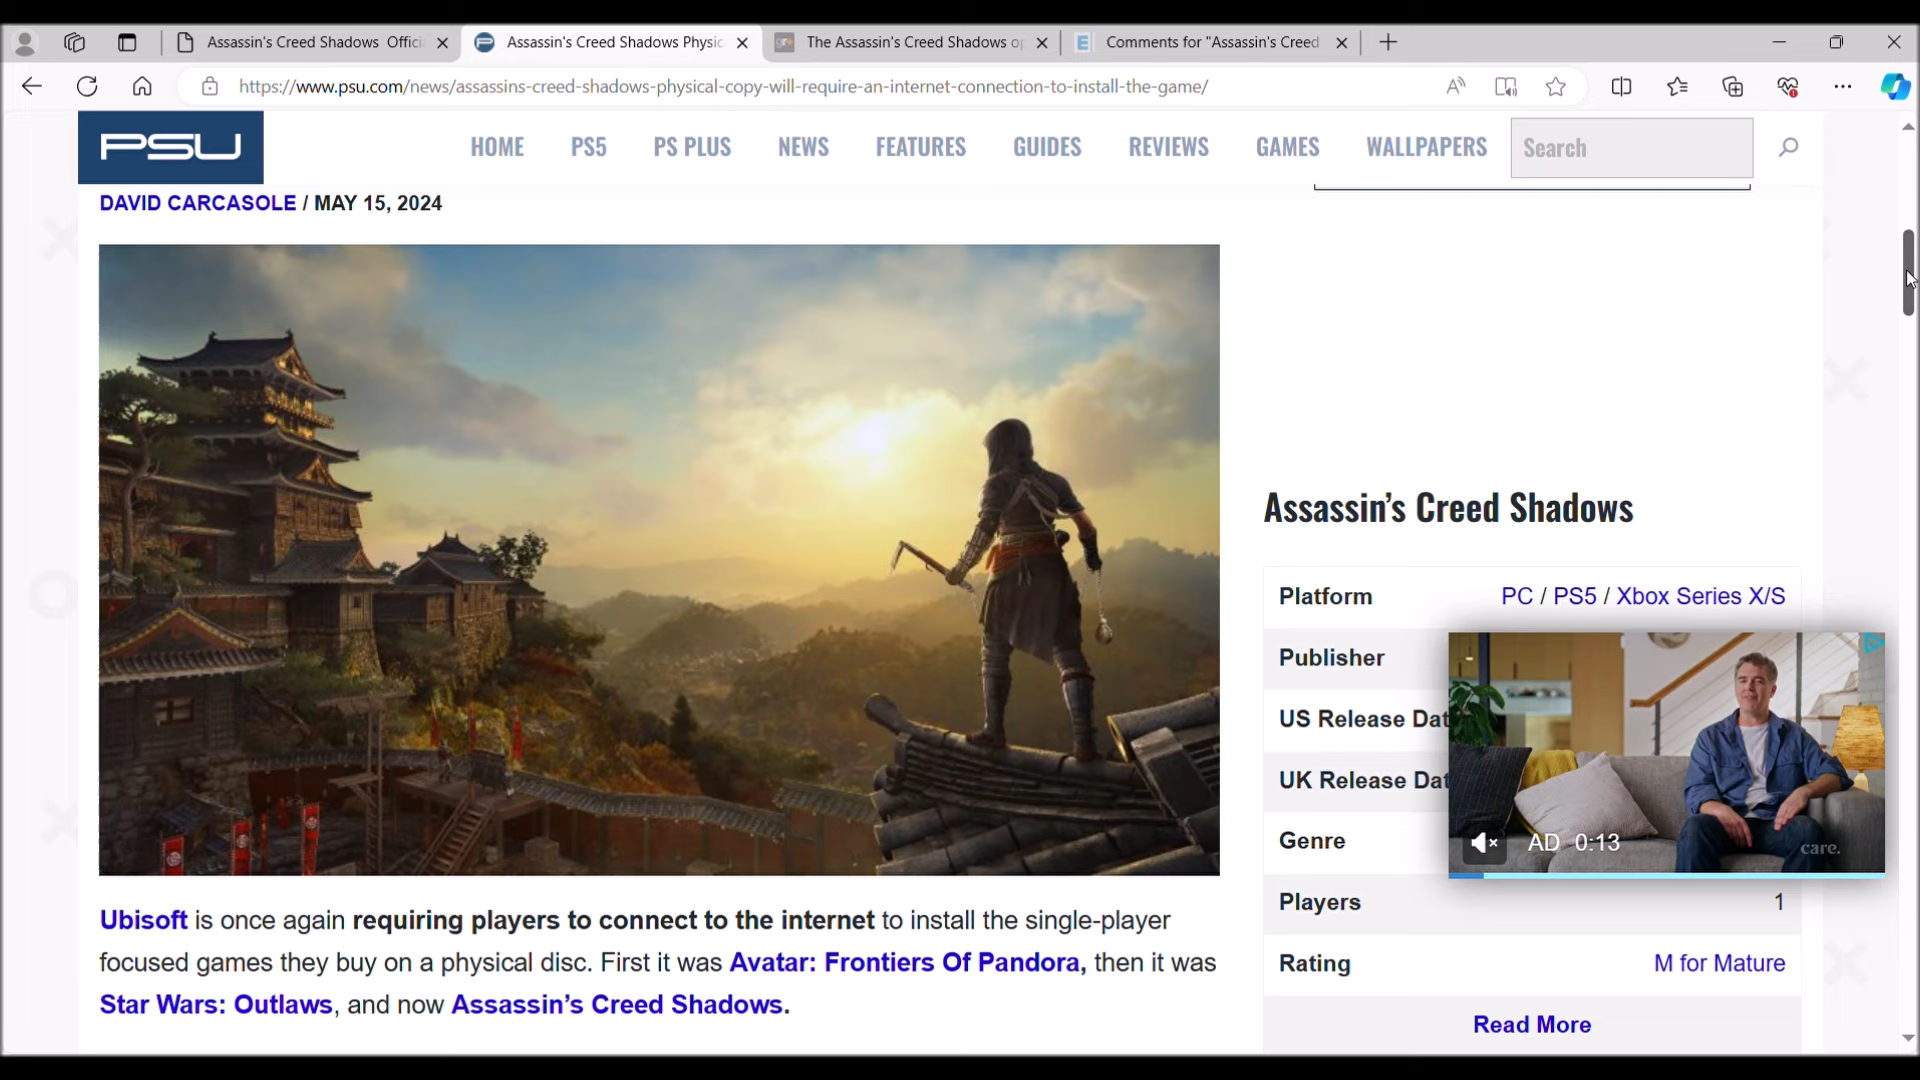 Assassin's Creed Shadows Offici
Assassin's Creed Shadows Physic
The Assassin's Creed Shadows op
Comments for "Assassin's Creed
https://www.psu.com/news/assassins-creed-shadows-physical-copy-will-require-an-internet-connection-to-install-the-game/
PSU
HOME
PS5
PS PLUS
NEWS
FEATURES
GUIDES
REVIEWS
GAMES
WALLPAPERS
Search
DAVID CARCASOLE / MAY 15, 2024
Assassin's Creed Shadows
Platform PC / PS5 / Xbox Series X/S
Publisher
US Release Dat
UK Release Dat
Genre
AD 0:13
care.
Players 1
Rating M for Mature
Read More
Ubisoft is once again requiring players to connect to the internet to install the single-player
focused games they buy on a physical disc. First it was Avatar: Frontiers Of Pandora, then it was
Star Wars: Outlaws, and now Assassin's Creed Shadows.